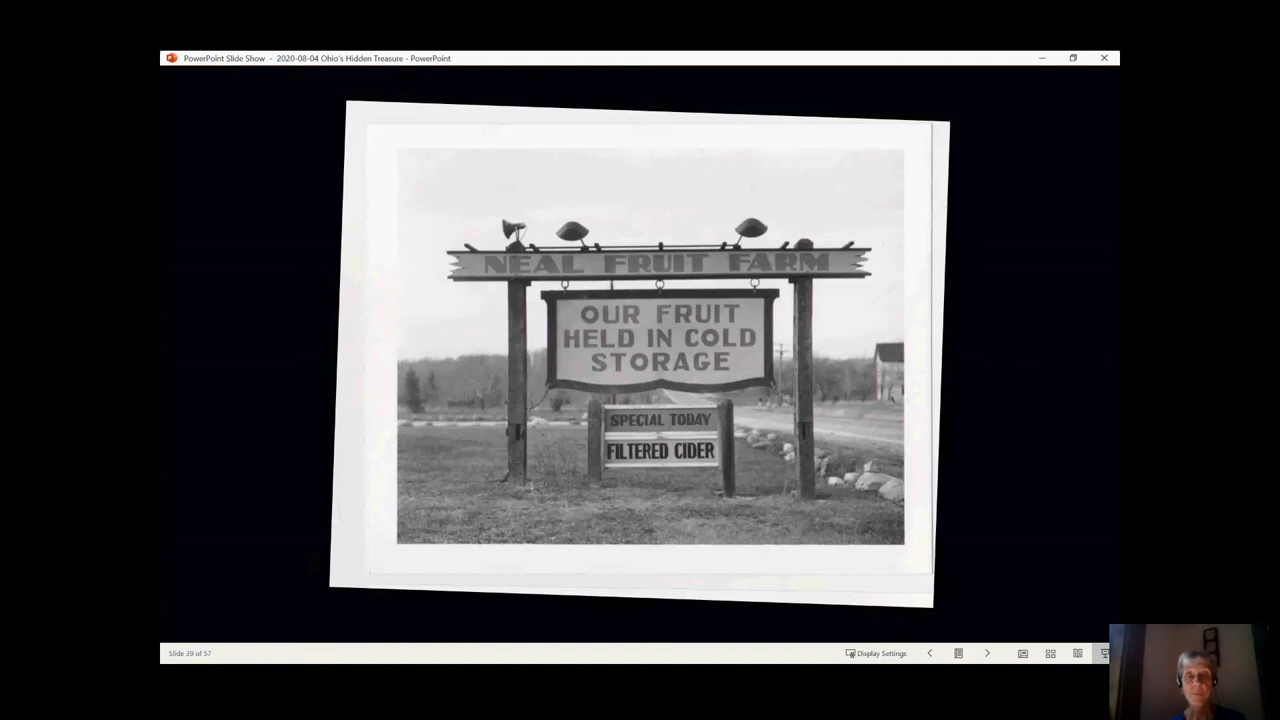 PowerPoint Slide Show - 2020-08-04 Ohio's Hidden Treasure - PowerPoint
NEAL FRUIT FARM
OUR FRUIT
HELD IN COLD
STORAGE
SPECIAL TODAY
FILTERED CIDER
Slide 39 of 57
Display Settings